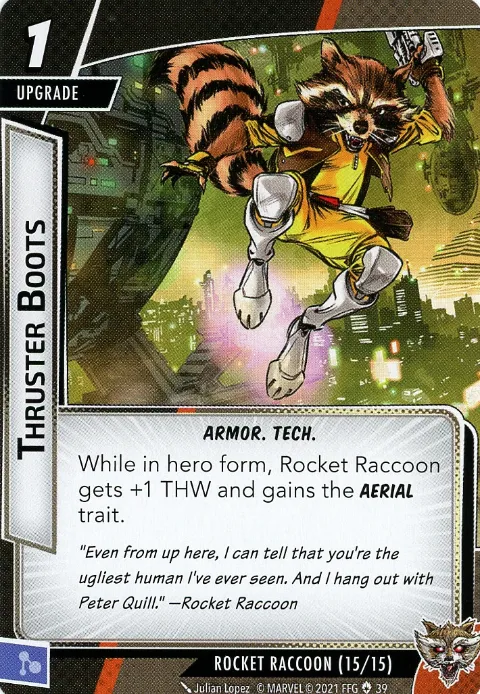 1
UPGRADE
THRUSTER BOOTS
ARMOR. TECH.
While in hero form, Rocket Raccoon
gets +1 THW and gains the AERIAL
trait.
"Even from up here, I can tell that you're the
ugliest human I've ever seen. And I hang out with
Peter Quill." —Rocket Raccoon
ROCKET RACCOON (15/15)
Julian Lopez © MARVEL © 2021 FFG 39